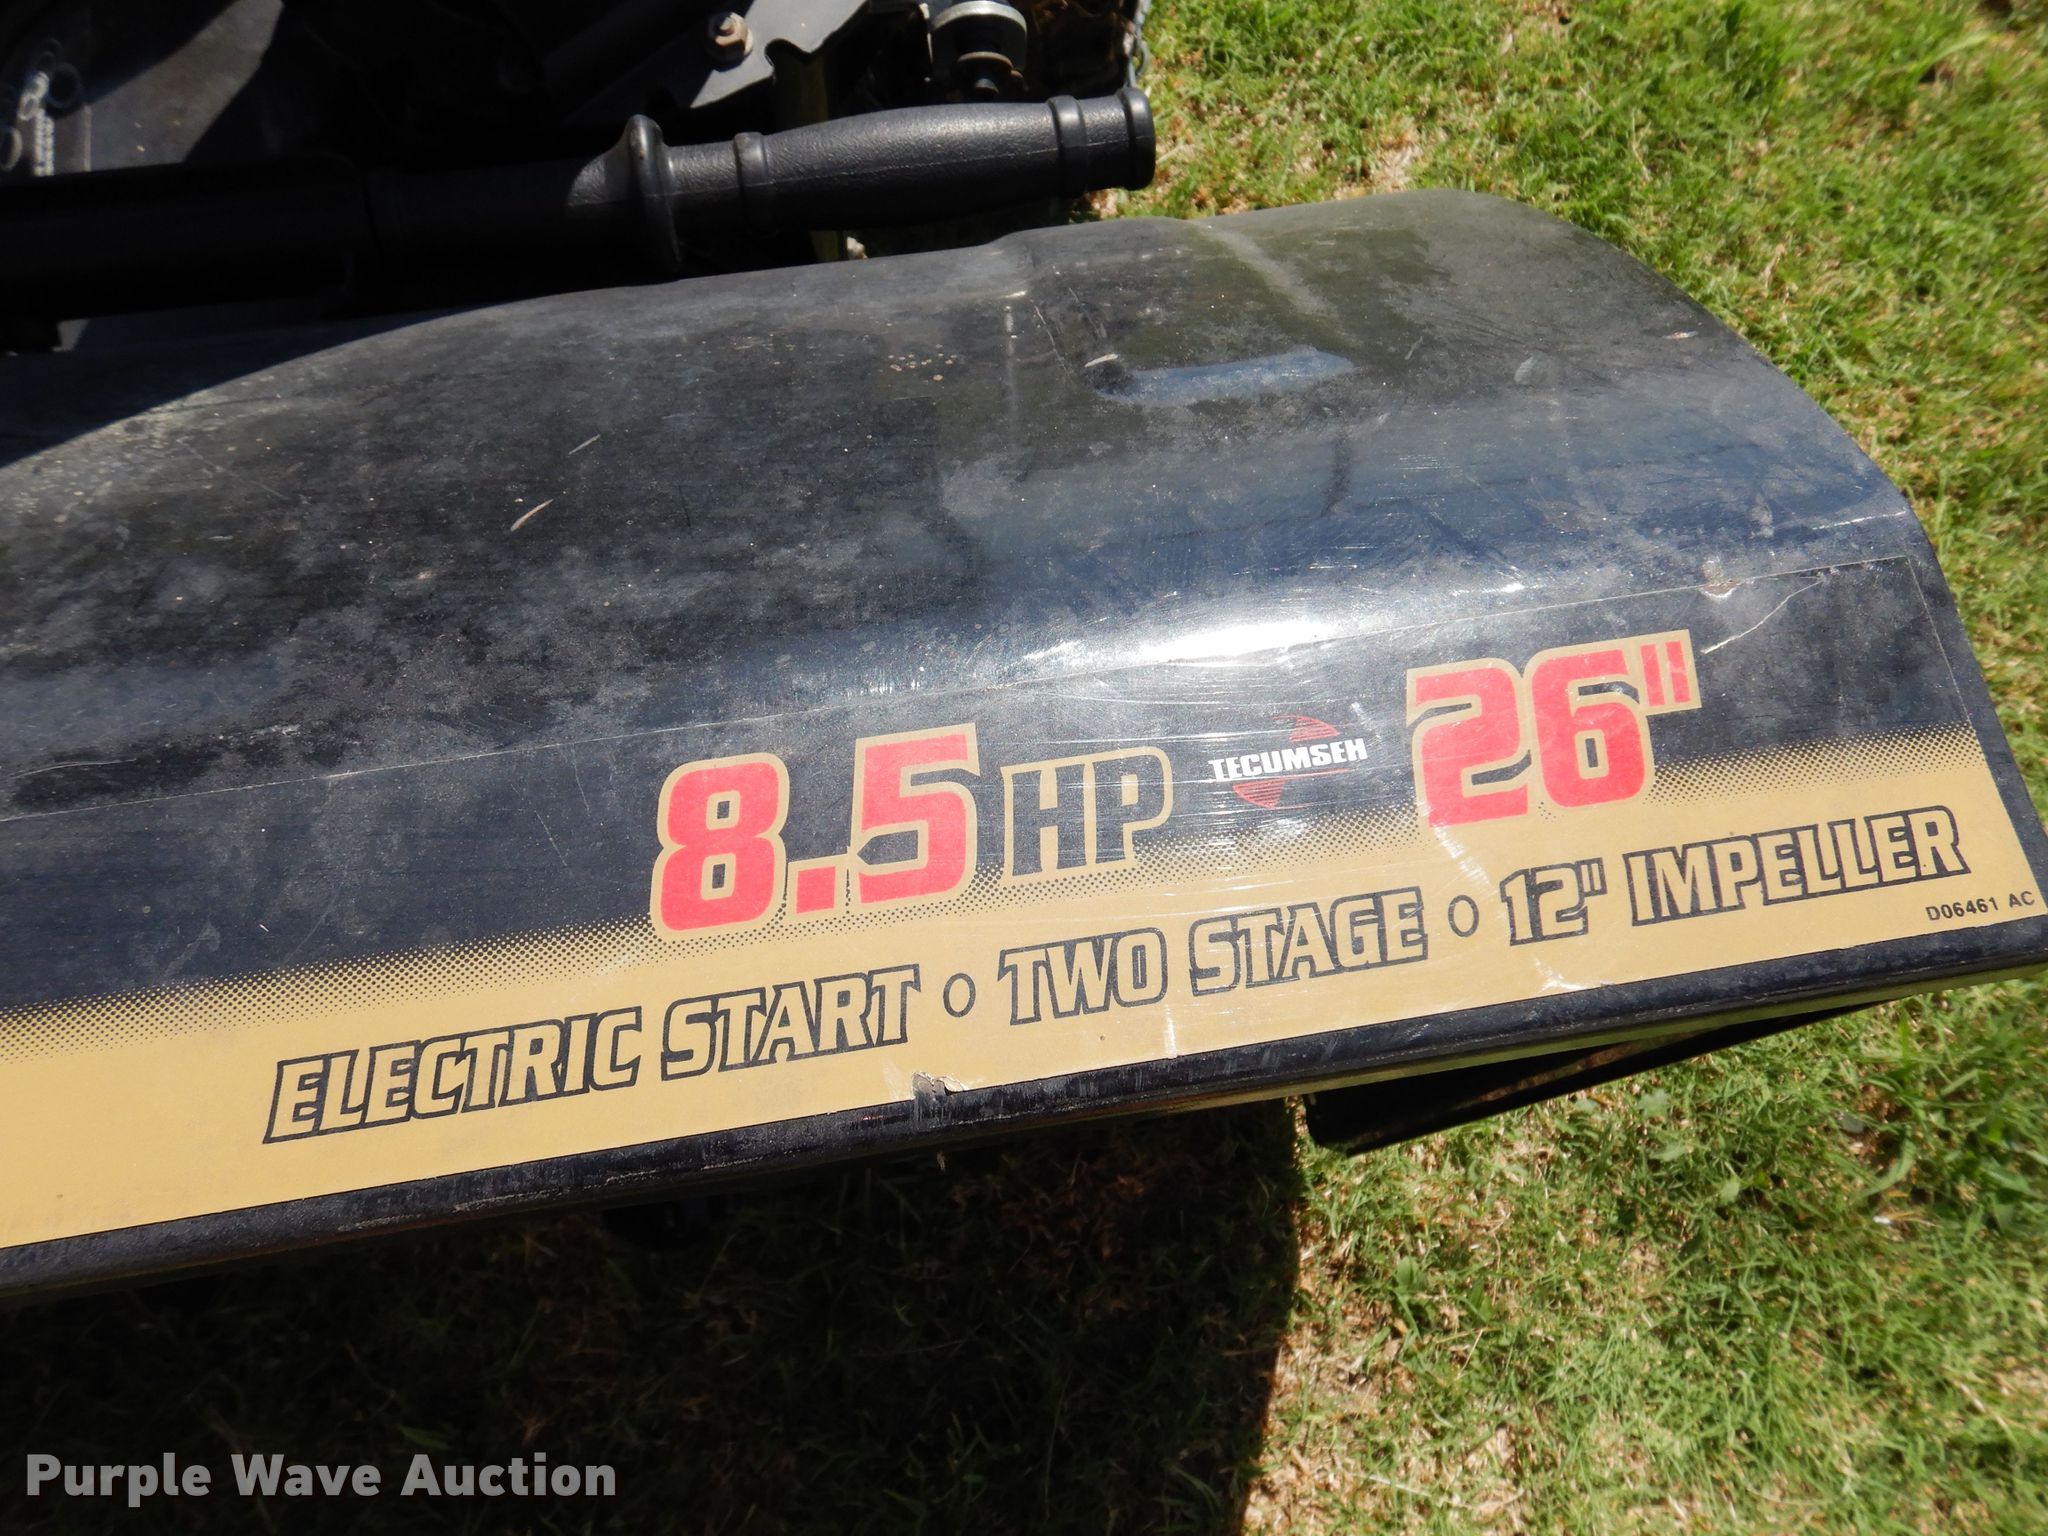 8.5 HP TECUMSEH 26"
ELECTRIC START • TWO STAGE • 12" IMPELLER
D06461 AC
Purple Wave Auction